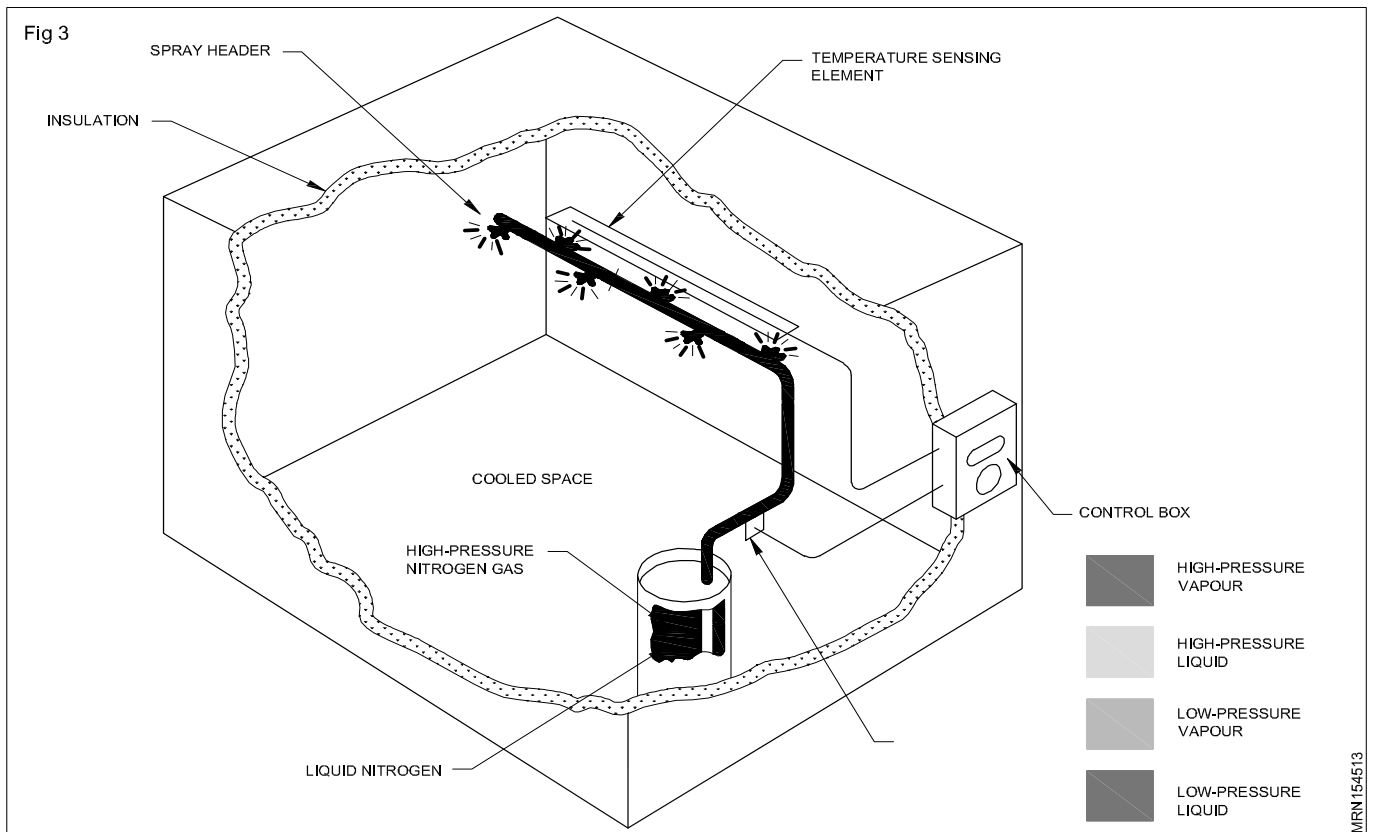 Fig 3
SPRAY HEADER
TEMPERATURE SENSING
ELEMENT
INSULATION
COOLED SPACE
CONTROL BOX
HIGH-PRESSURE
NITROGEN GAS
LIQUID NITROGEN
HIGH-PRESSURE
VAPOUR
HIGH-PRESSURE
LIQUID
LOW-PRESSURE
VAPOUR
LOW-PRESSURE
LIQUID
MRN154513